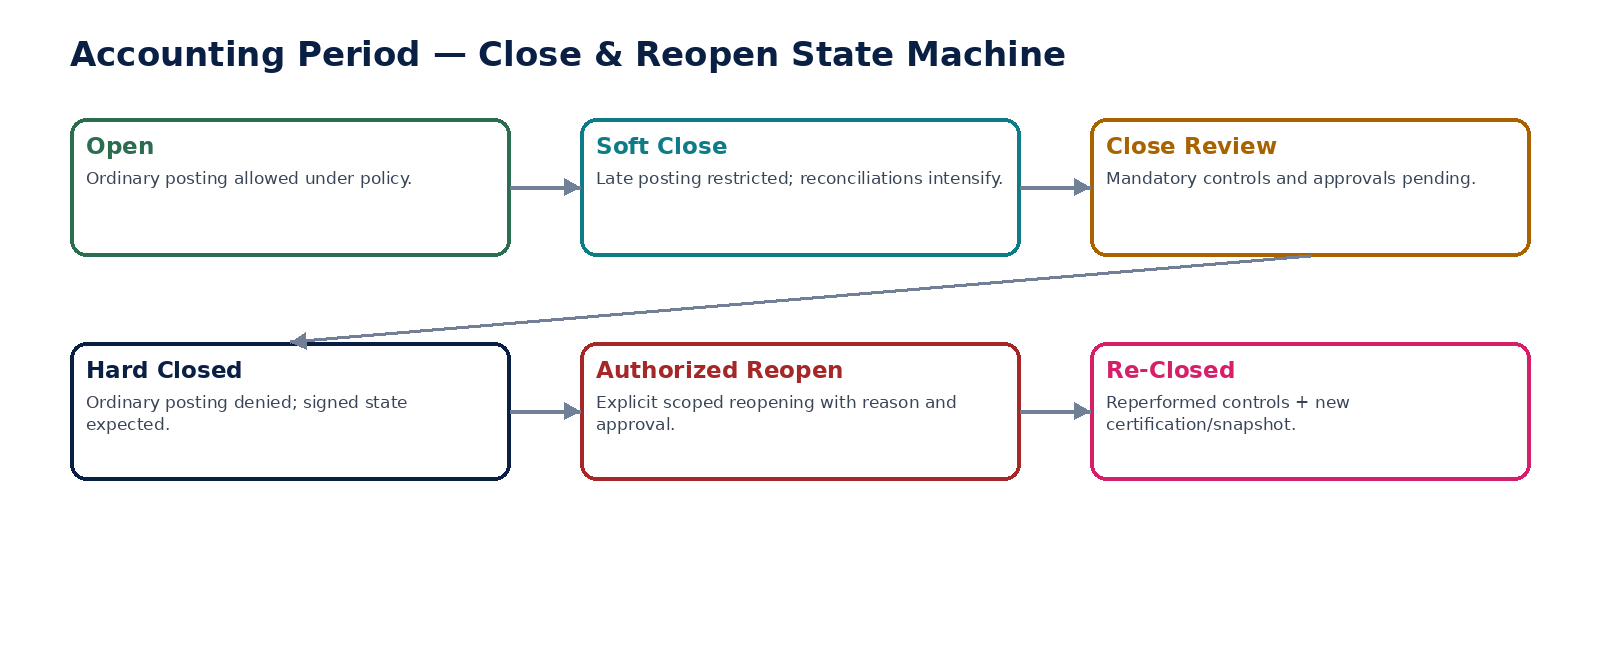 Accounting Period — Close & Reopen State Machine
Open
Ordinary posting allowed under policy.
Soft Close
Late posting restricted; reconciliations intensify.
Close Review
Mandatory controls and approvals pending.
Hard Closed
Ordinary posting denied; signed state
expected.
Authorized Reopen
Explicit scoped reopening with reason and
approval.
Re-Closed
Reperformed controls + new
certification/snapshot.